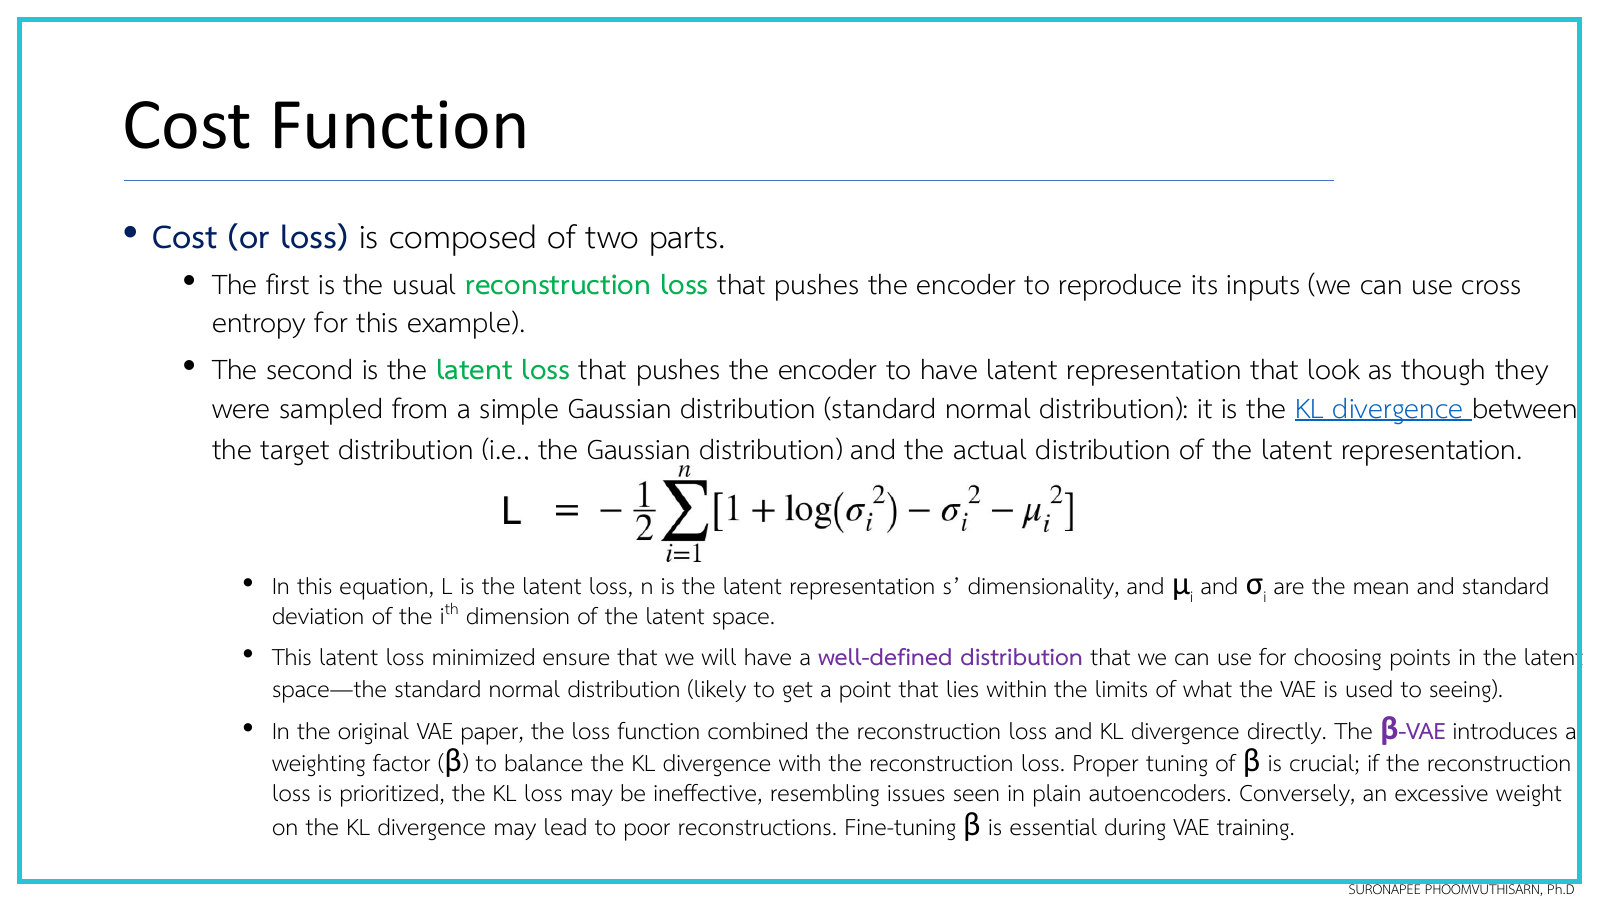 Cost Function
• Cost (or loss) is composed of two parts.
• The first is the usual reconstruction loss that pushes the encoder to reproduce its inputs (we can use cross
entropy for this example).
• The second is the latent loss that pushes the encoder to have latent representation that look as though they
were sampled from a simple Gaussian distribution (standard normal distribution): it is the KL divergence between
the target distribution (i.e.. the Gaussian distribution) and the actual distribution of the latent representation.
L = − 1/2 ∑_{i=1}^{n} [1 + log(σ_i²) − σ_i² − μ_i²]
• In this equation, L is the latent loss, n is the latent representation s’ dimensionality, and μ_i and σ_i are the mean and standard
deviation of the i^th dimension of the latent space.
• This latent loss minimized ensure that we will have a well-defined distribution that we can use for choosing points in the latent
space—the standard normal distribution (likely to get a point that lies within the limits of what the VAE is used to seeing).
• In the original VAE paper, the loss function combined the reconstruction loss and KL divergence directly. The β-VAE introduces a
weighting factor (β) to balance the KL divergence with the reconstruction loss. Proper tuning of β is crucial; if the reconstruction
loss is prioritized, the KL loss may be ineffective, resembling issues seen in plain autoencoders. Conversely, an excessive weight
on the KL divergence may lead to poor reconstructions. Fine-tuning β is essential during VAE training.
SURONAPEE PHOOMVUTHISARN, Ph.D